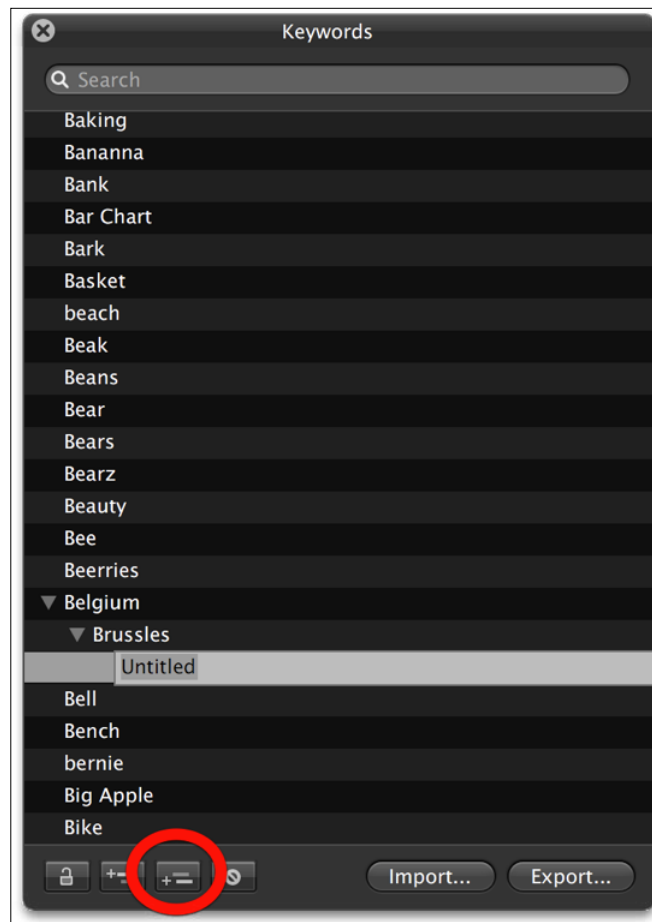 Keywords
Search
Baking
Bananna
Bank
Bar Chart
Bark
Basket
beach
Beak
Beans
Bear
Bears
Bearz
Beauty
Bee
Beerries
Belgium
Brussles
Untitled
Bell
Bench
bernie
Big Apple
Bike
Import... Export...